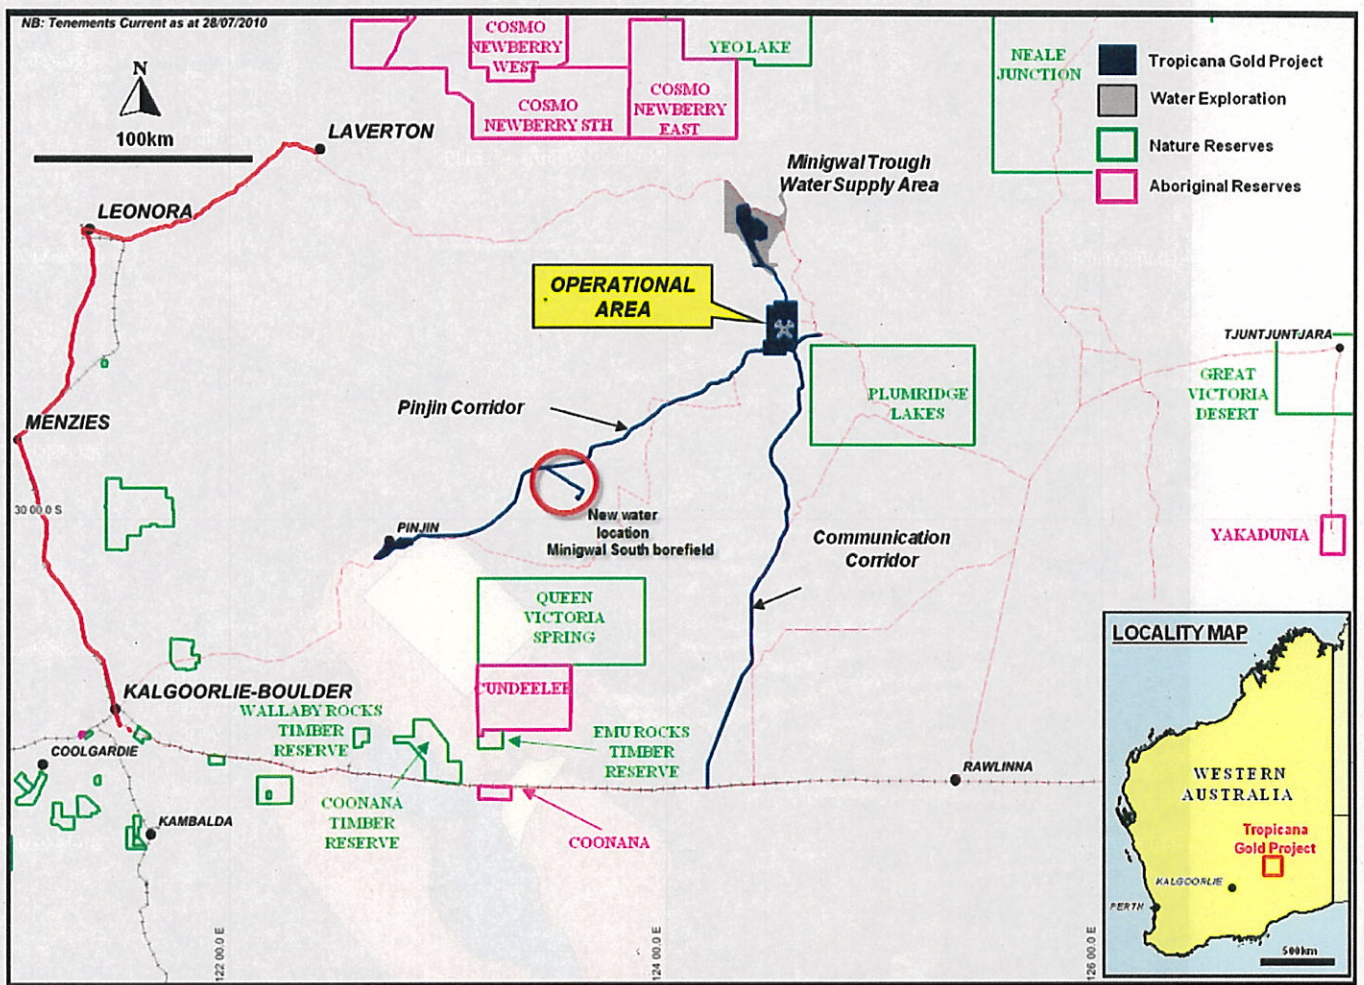 NB: Tenements Current as at 28/07/2010
N
100km
LAVERTON
LEONORA
MENZIES
30 00.0 S
COSMO
NEWBERRY
WEST
COSMO
NEWBERRY STH
COSMO
NEWBERRY
EAST
YEO LAKE
NEALE
JUNCTION
Tropicana Gold Project
Water Exploration
Nature Reserves
Aboriginal Reserves
Minigwal Trough
Water Supply Area
OPERATIONAL
AREA
Pinjin Corridor
PLUMRIDGE
LAKES
TJUNTJUNTJARA
GREAT
VICTORIA
DESERT
PINJIN
New water
location
Minigwal South borefield
Communication
Corridor
YAKADUNIA
QUEEN
VICTORIA
SPRING
CUNDEELEE
KALGOORLIE-BOULDER
WALLABY ROCKS
TIMBER
RESERVE
EMU ROCKS
TIMBER
RESERVE
COOLGARDIE
RAWLINNA
KAMBALDA
COONANA
TIMBER
RESERVE
COONANA
122 00.0 E
124 00.0 E
126 00.0 E
LOCALITY MAP
WESTERN
AUSTRALIA
Tropicana
Gold Project
KALGOORLIE
PERTH
500km